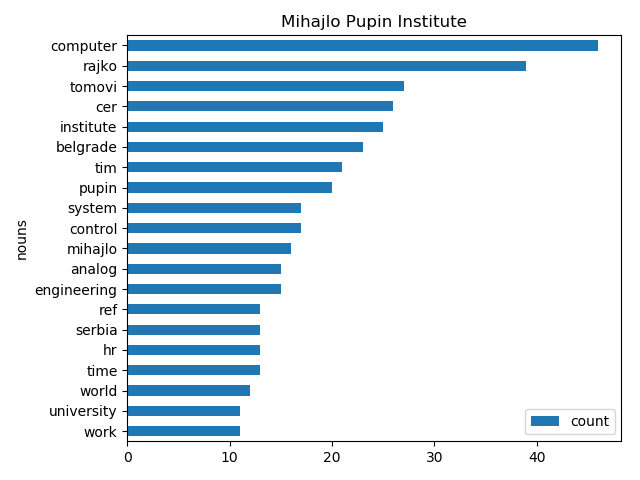 Mihajlo Pupin Institute
computer
rajko
tomovi
cer
institute
belgrade
tim
pupin
system
control
mihajlo
analog
engineering
ref
serbia
hr
time
world
university
work
nouns
count
0 10 20 30 40